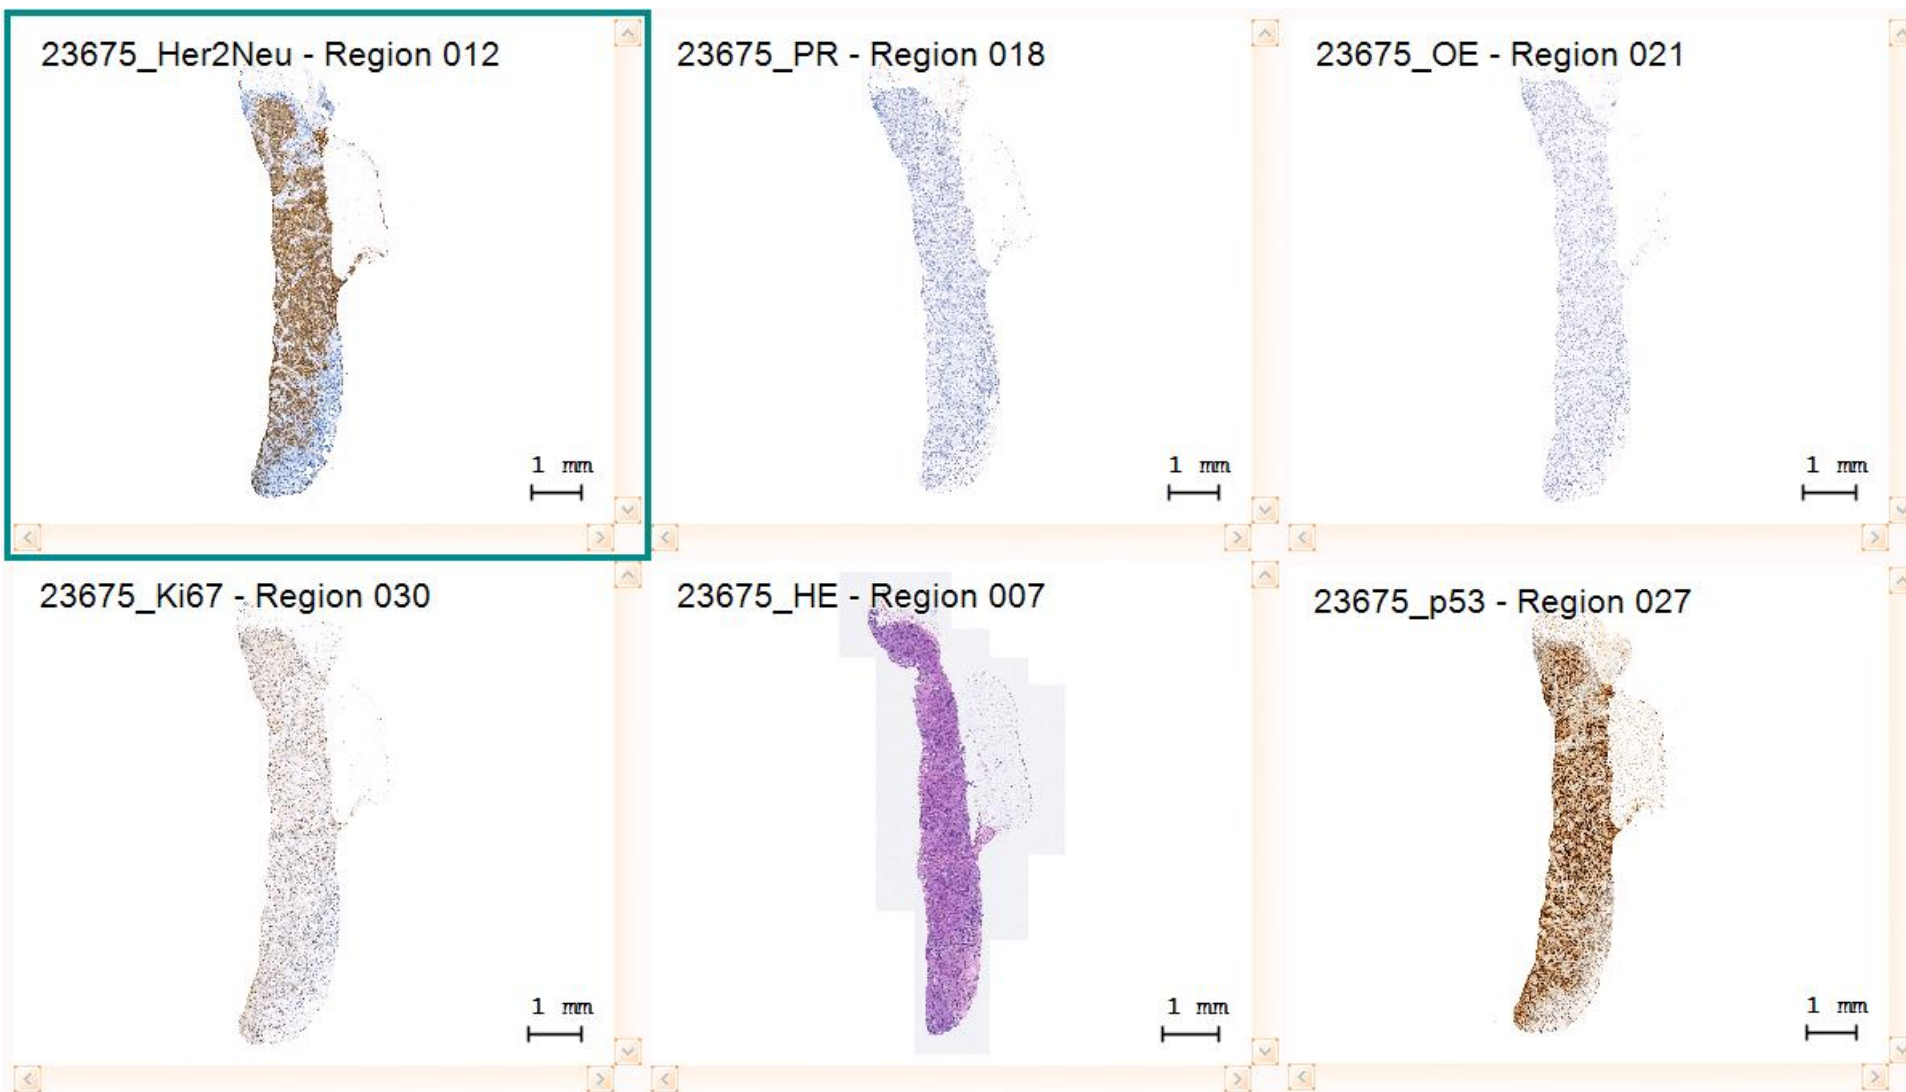 23675_Her2Neu - Region 012
23675_PR - Region 018
23675_OE - Region 021
1 mm
1 mm
1 mm
23675_Ki67 - Region 030
23675_HE - Region 007
23675_p53 - Region 027
1 mm
1 mm
1 mm